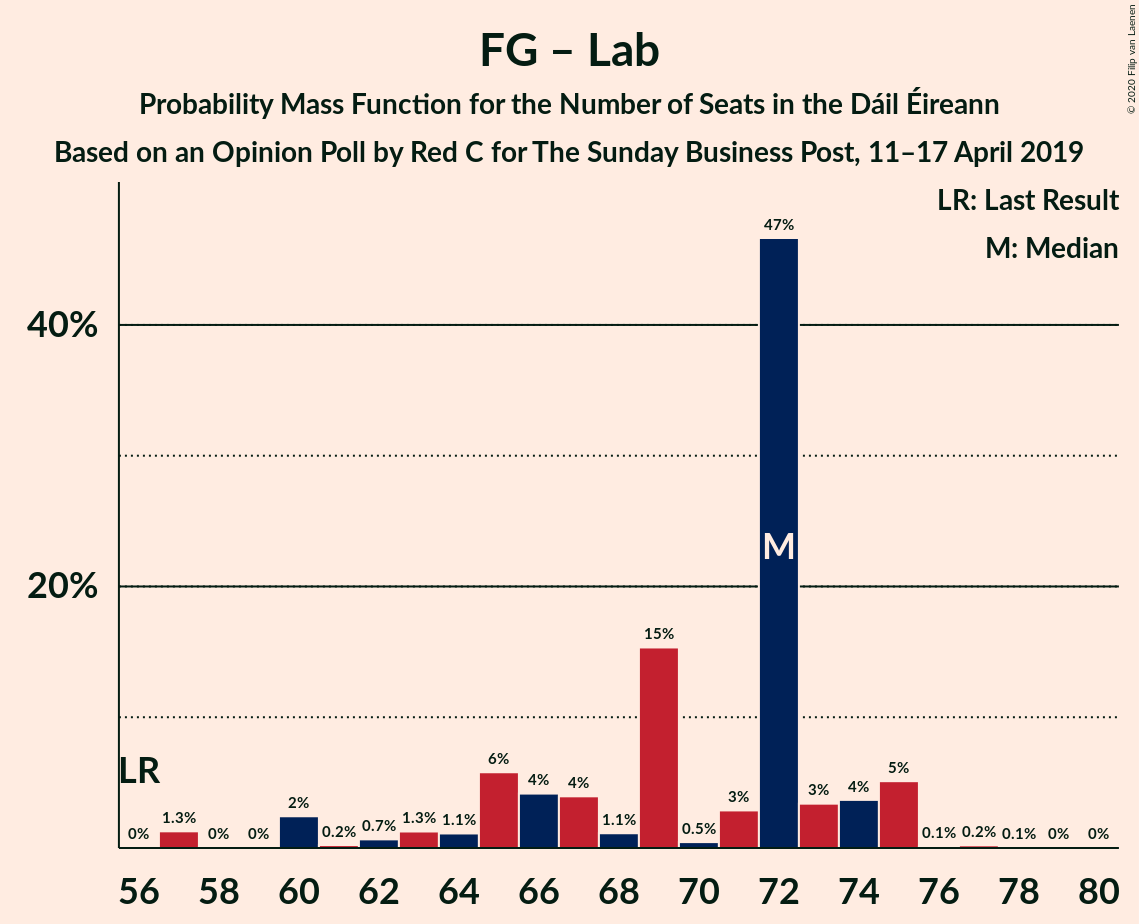 FG – Lab
Probability Mass Function for the Number of Seats in the Dáil Éireann
Based on an Opinion Poll by Red C for The Sunday Business Post, 11–17 April 2019
© 2020 Filip van Laenen
LR: Last Result
M: Median
47%
40%
M
20%
15%
LR
0% 1.3% 0% 0% 2% 0.2% 0.7% 1.3% 1.1% 6% 4% 4% 1.1% 0.5% 3% 3% 4% 5% 0.1% 0.2% 0.1% 0% 0%
56 58 60 62 64 66 68 70 72 74 76 78 80